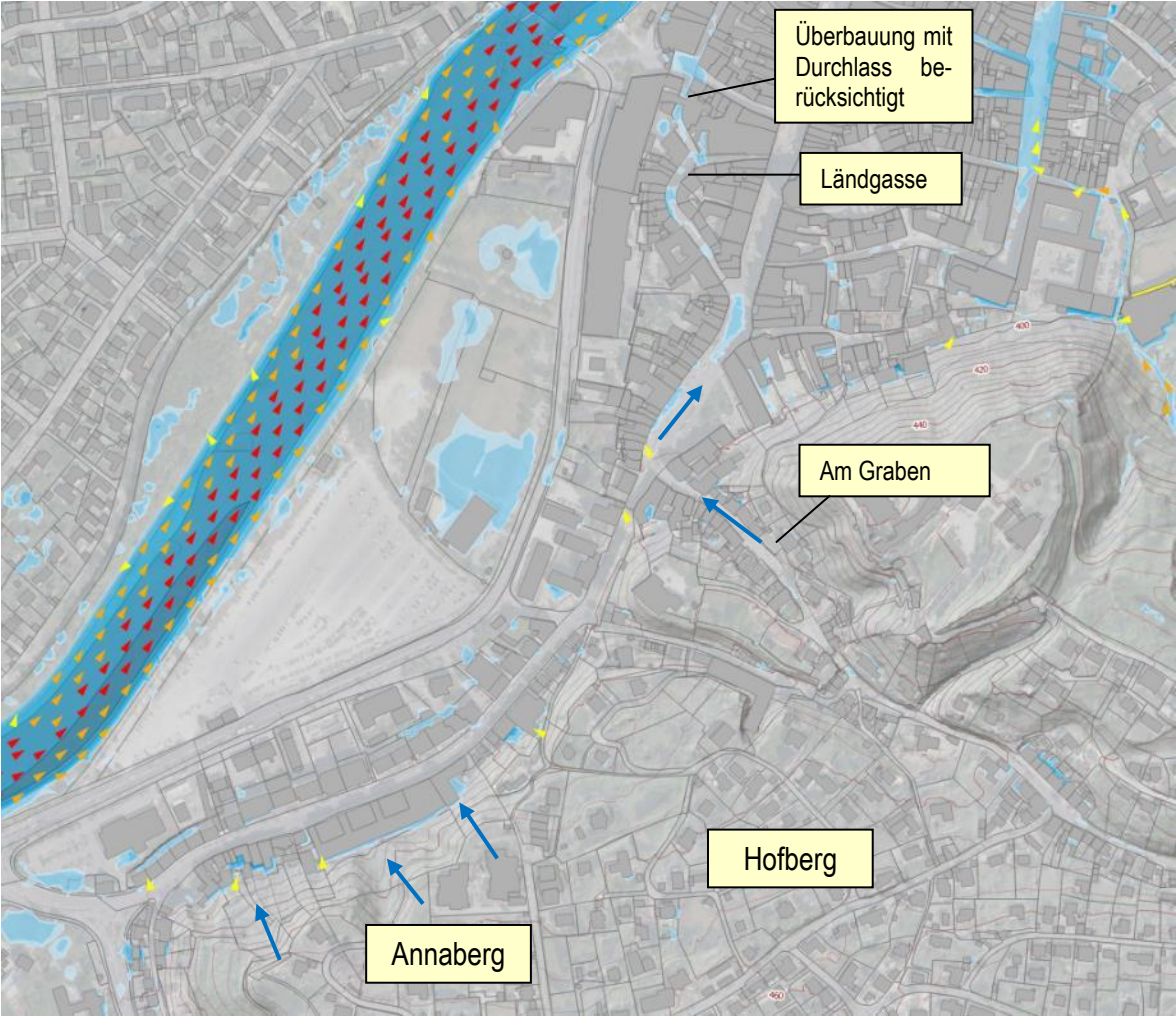 Überbauung mit
Durchlass be-
rücksichtigt
Ländgasse
400
420
440
Am Graben
Hofberg
Annaberg
460